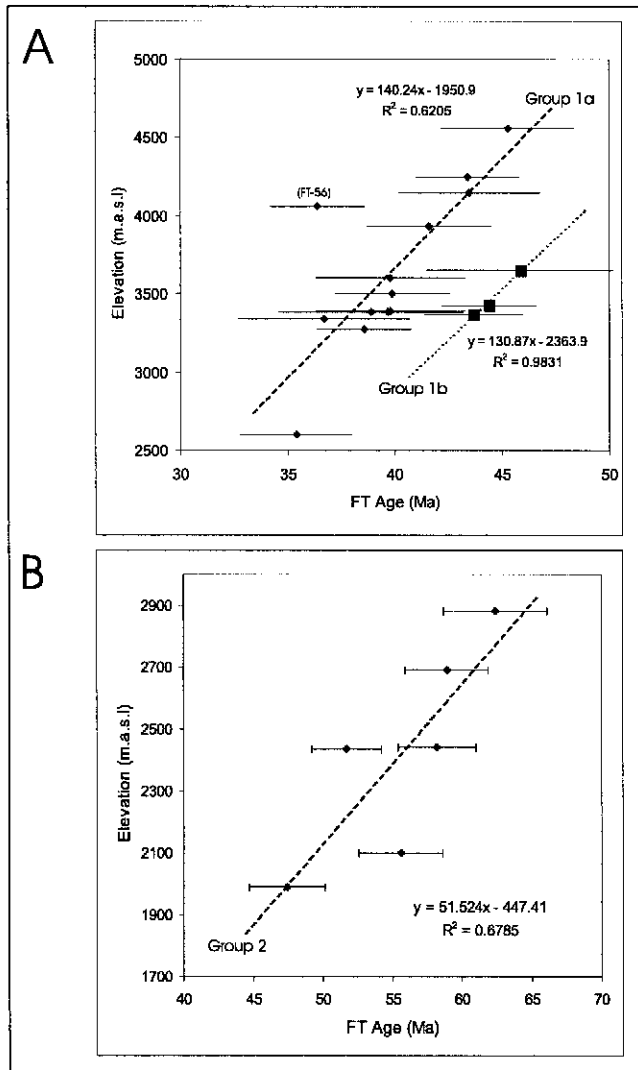 A
5000
4500
4000
3500
3000
2500
Elevation (m.a.s.l)
y = 140.24x - 1950.9
R² = 0.6205
Group 1a
(FT-56)
y = 130.87x - 2363.9
R² = 0.9831
Group 1b
30 35 40 45 50
FT Age (Ma)
B
2900
2700
2500
2300
2100
1900
1700
Elevation (m.a.s.l)
y = 51.524x - 447.41
R² = 0.6785
Group 2
40 45 50 55 60 65 70
FT Age (Ma)